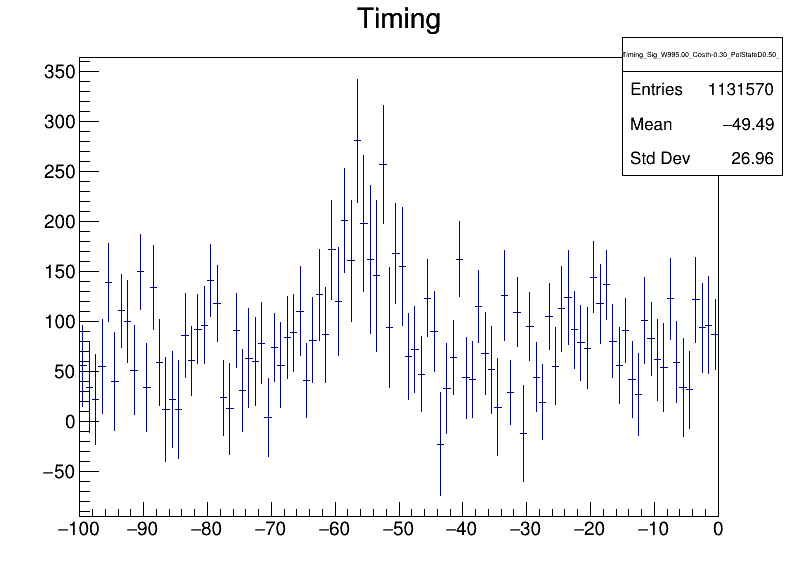 Timing
Timing_Sig_W995.00_Costh-0.30_PolStateD0.50_
Entries 1131570
Mean −49.49
Std Dev 26.96
350
300
250
200
150
100
50
0
−50
−100 −90 −80 −70 −60 −50 −40 −30 −20 −10 0